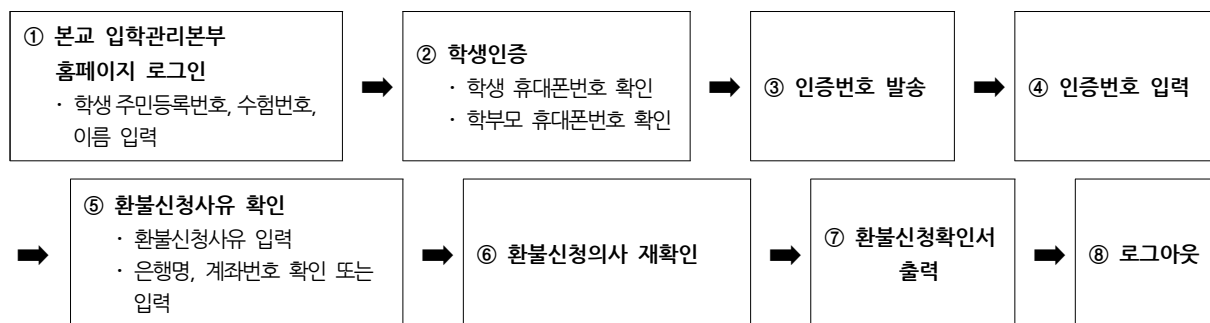 ① 본교 입학관리본부
홈페이지 로그인
· 학생 주민등록번호, 수험번호,
이름 입력
② 학생인증
· 학생 휴대폰번호 확인
· 학부모 휴대폰번호 확인
③ 인증번호 발송
④ 인증번호 입력
⑤ 환불신청사유 확인
· 환불신청사유 입력
· 은행명, 계좌번호 확인 또는
입력
⑥ 환불신청의사 재확인
⑦ 환불신청확인서
출력
⑧ 로그아웃